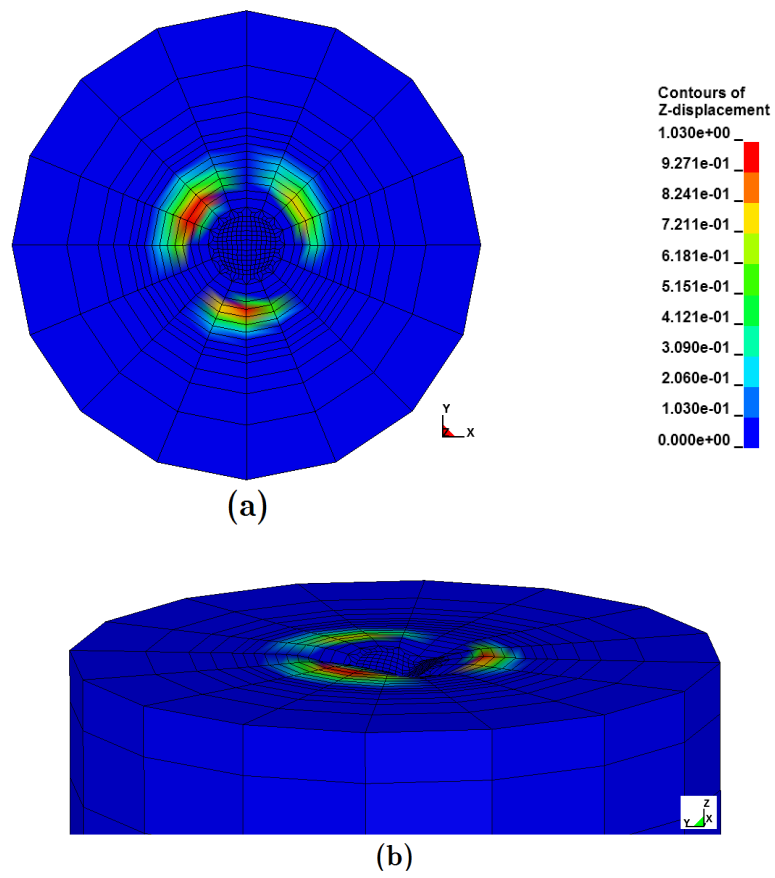 Contours of
Z-displacement
1.030e+00
9.271e-01
8.241e-01
7.211e-01
6.181e-01
5.151e-01
4.121e-01
3.090e-01
2.060e-01
1.030e-01
0.000e+00
Y
Z X
(a)
Z
Y X
(b)